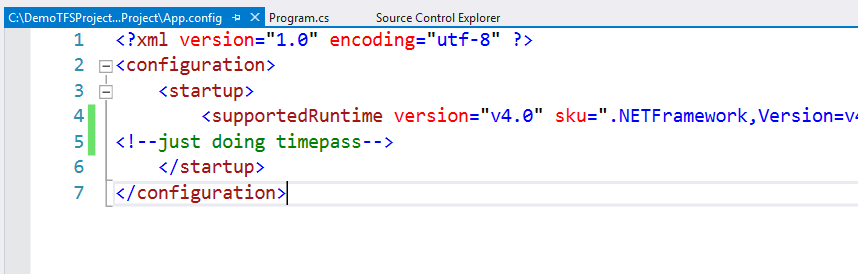 C:\DemoTFSProject...Project\App.config Program.cs Source Control Explorer
1 <?xml version="1.0" encoding="utf-8" ?>
2 <configuration>
3 <startup>
4 <supportedRuntime version="v4.0" sku=".NETFramework,Version=v4
5 <!--just doing timepass-->
6 </startup>
7 </configuration>